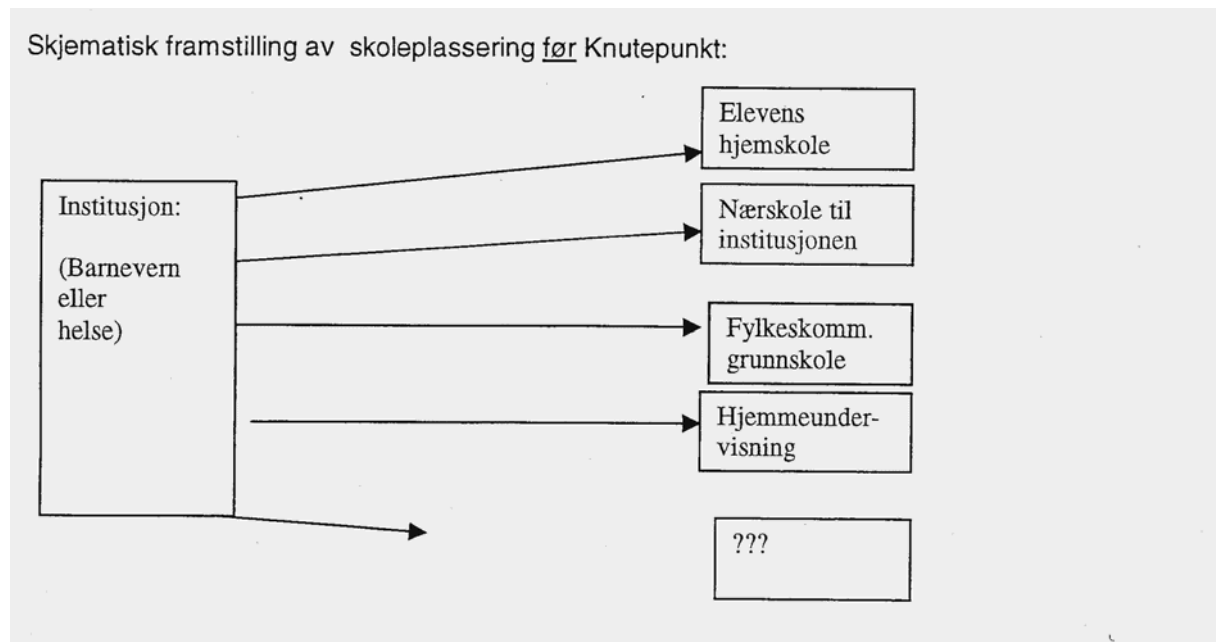 Skjematisk framstilling av skoleplassering før Knutepunkt:
Institusjon:
(Barnevern
eller
helse)
Elevens
hjemskole
Nærskole til
institusjonen
Fylkeskomm.
grunnskole
Hjemmeunder-
visning
???